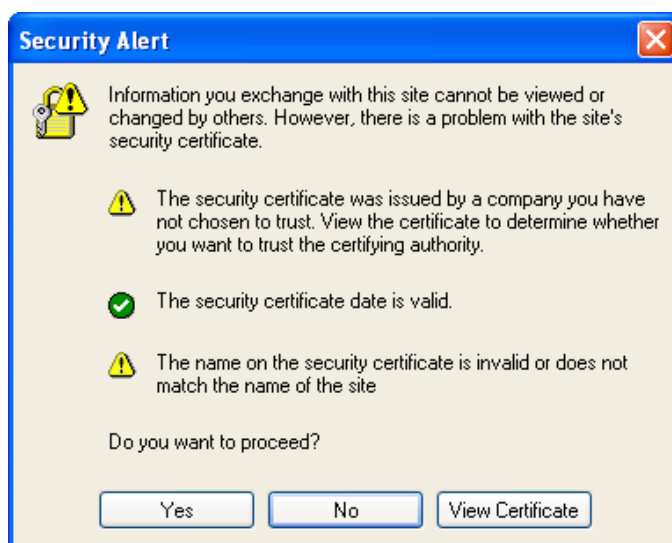 Security Alert
Information you exchange with this site cannot be viewed or
changed by others. However, there is a problem with the site's
security certificate.
The security certificate was issued by a company you have
not chosen to trust. View the certificate to determine whether
you want to trust the certifying authority.
The security certificate date is valid.
The name on the security certificate is invalid or does not
match the name of the site
Do you want to proceed?
Yes
No
View Certificate